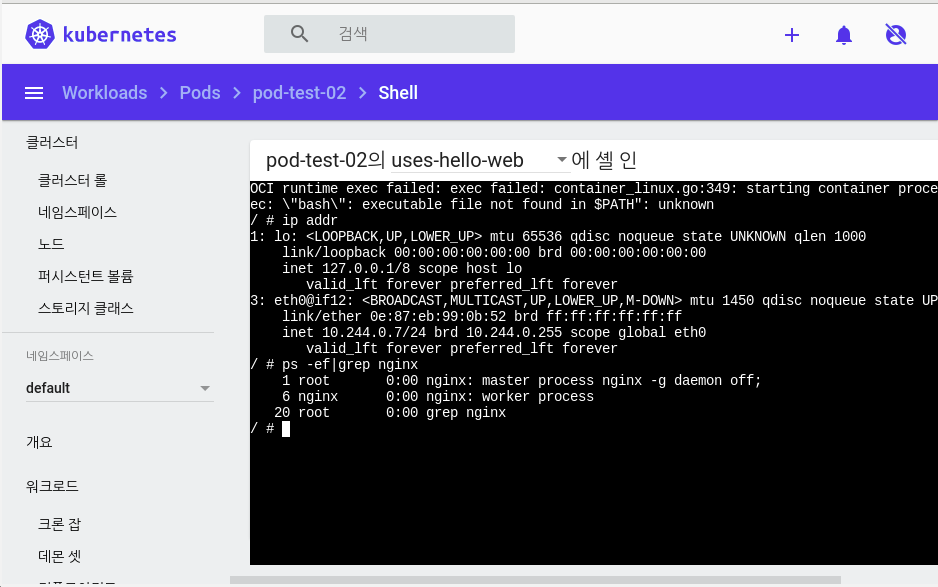 kubernetes
검색
Workloads > Pods > pod-test-02 > Shell
클러스터
클러스터 롤
네임스페이스
노드
퍼시스턴트 볼륨
스토리지 클래스
네임스페이스
default
개요
워크로드
크론 잡
데몬 셋
pod-test-02의 uses-hello-web 에 셸 인
OCI runtime exec failed: exec failed: container_linux.go:349: starting container proce
ec: \"bash\": executable file not found in $PATH": unknown
/ # ip addr
1: lo: <LOOPBACK,UP,LOWER_UP> mtu 65536 qdisc noqueue state UNKNOWN qlen 1000
link/loopback 00:00:00:00:00:00 brd 00:00:00:00:00:00
inet 127.0.0.1/8 scope host lo
valid_lft forever preferred_lft forever
3: eth0@if12: <BROADCAST,MULTICAST,UP,LOWER_UP,M-DOWN> mtu 1450 qdisc noqueue state UP
link/ether 0e:87:eb:99:0b:52 brd ff:ff:ff:ff:ff:ff
inet 10.244.0.7/24 brd 10.244.0.255 scope global eth0
valid_lft forever preferred_lft forever
/ # ps -ef|grep nginx
1 root 0:00 nginx: master process nginx -g daemon off;
6 nginx 0:00 nginx: worker process
20 root 0:00 grep nginx
/ #